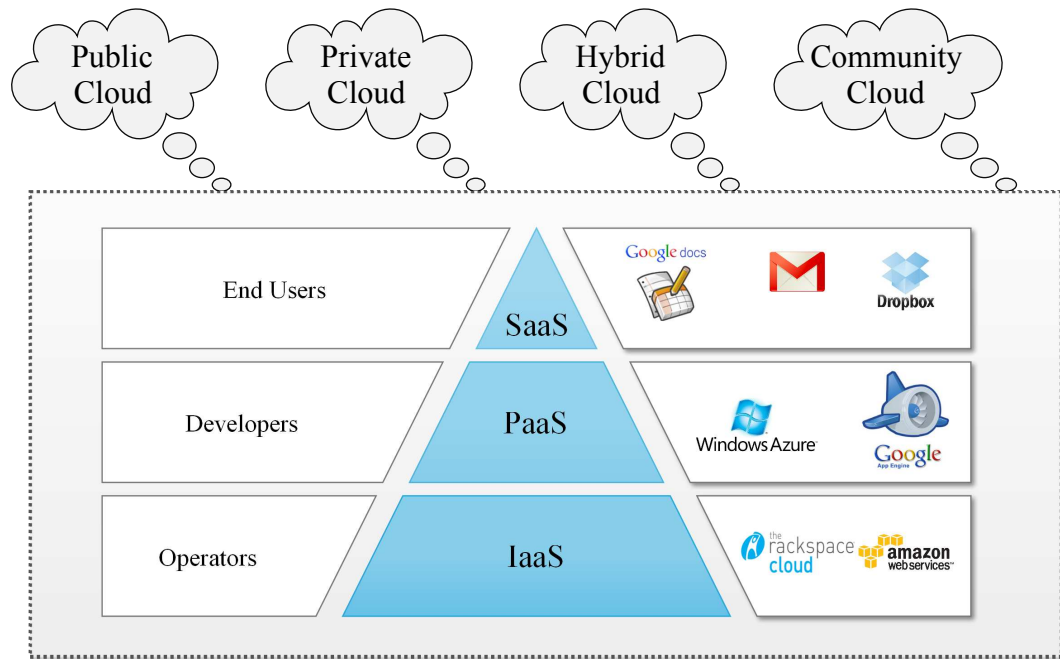 Public
Cloud
Private
Cloud
Hybrid
Cloud
Community
Cloud
End Users
SaaS
Google docs
Dropbox
Developers
PaaS
Windows Azure
Google
App Engine
Operators
IaaS
the
rackspace
cloud
amazon
webservices™